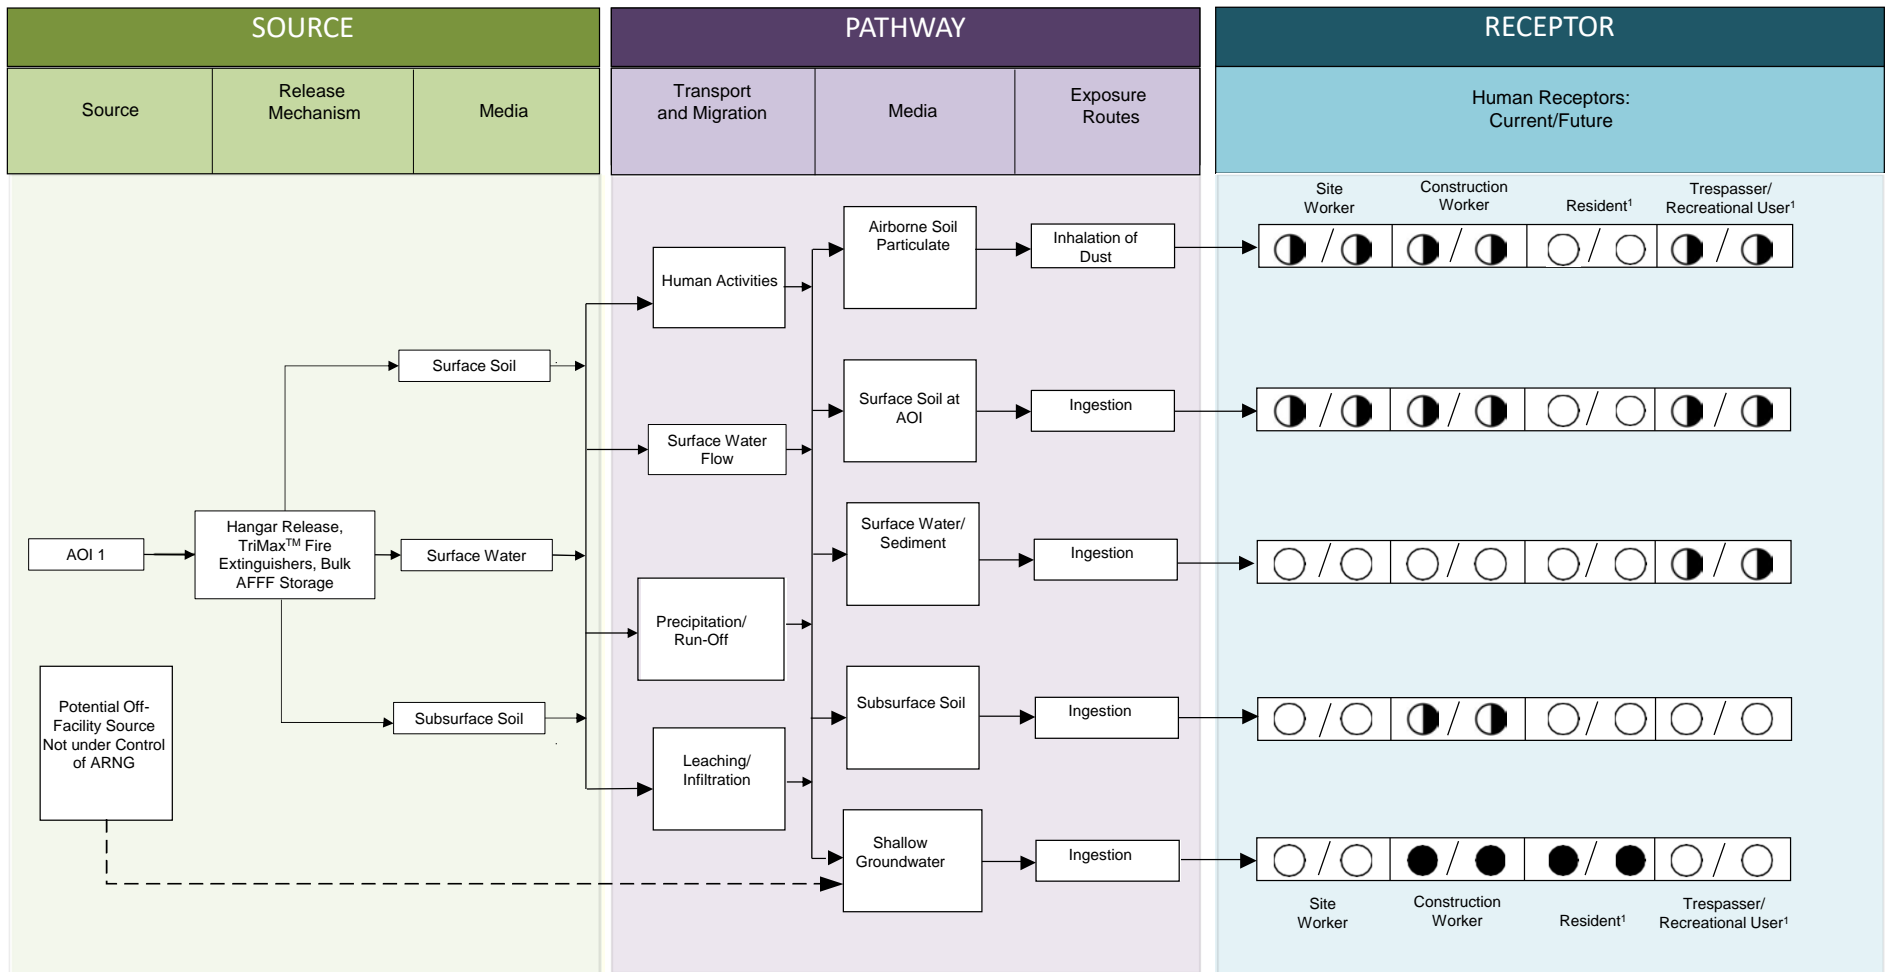 SOURCE
PATHWAY
RECEPTOR
Source
Release
Mechanism
Media
Transport
and Migration
Media
Exposure
Routes
Human Receptors:
Current/Future
Site
Worker
Construction
Worker
Resident¹
Trespasser/
Recreational User¹
Airborne Soil
Particulate
Inhalation of
Dust
/ / / /
Human Activities
Surface Soil
Surface Soil at
AOI
Ingestion
/ / / /
Surface Water
Flow
AOI 1
Hangar Release,
TriMax™ Fire
Extinguishers, Bulk
AFFF Storage
Surface Water
Surface Water/
Sediment
Ingestion
/ / / /
Precipitation/
Run-Off
Potential Off-
Facility Source
Not under Control
of ARNG
Subsurface Soil
Subsurface Soil
Ingestion
/ / / /
Leaching/
Infiltration
Shallow
Groundwater
Ingestion
/ / / /
Site
Worker
Construction
Worker
Resident¹
Trespasser/
Recreational User¹